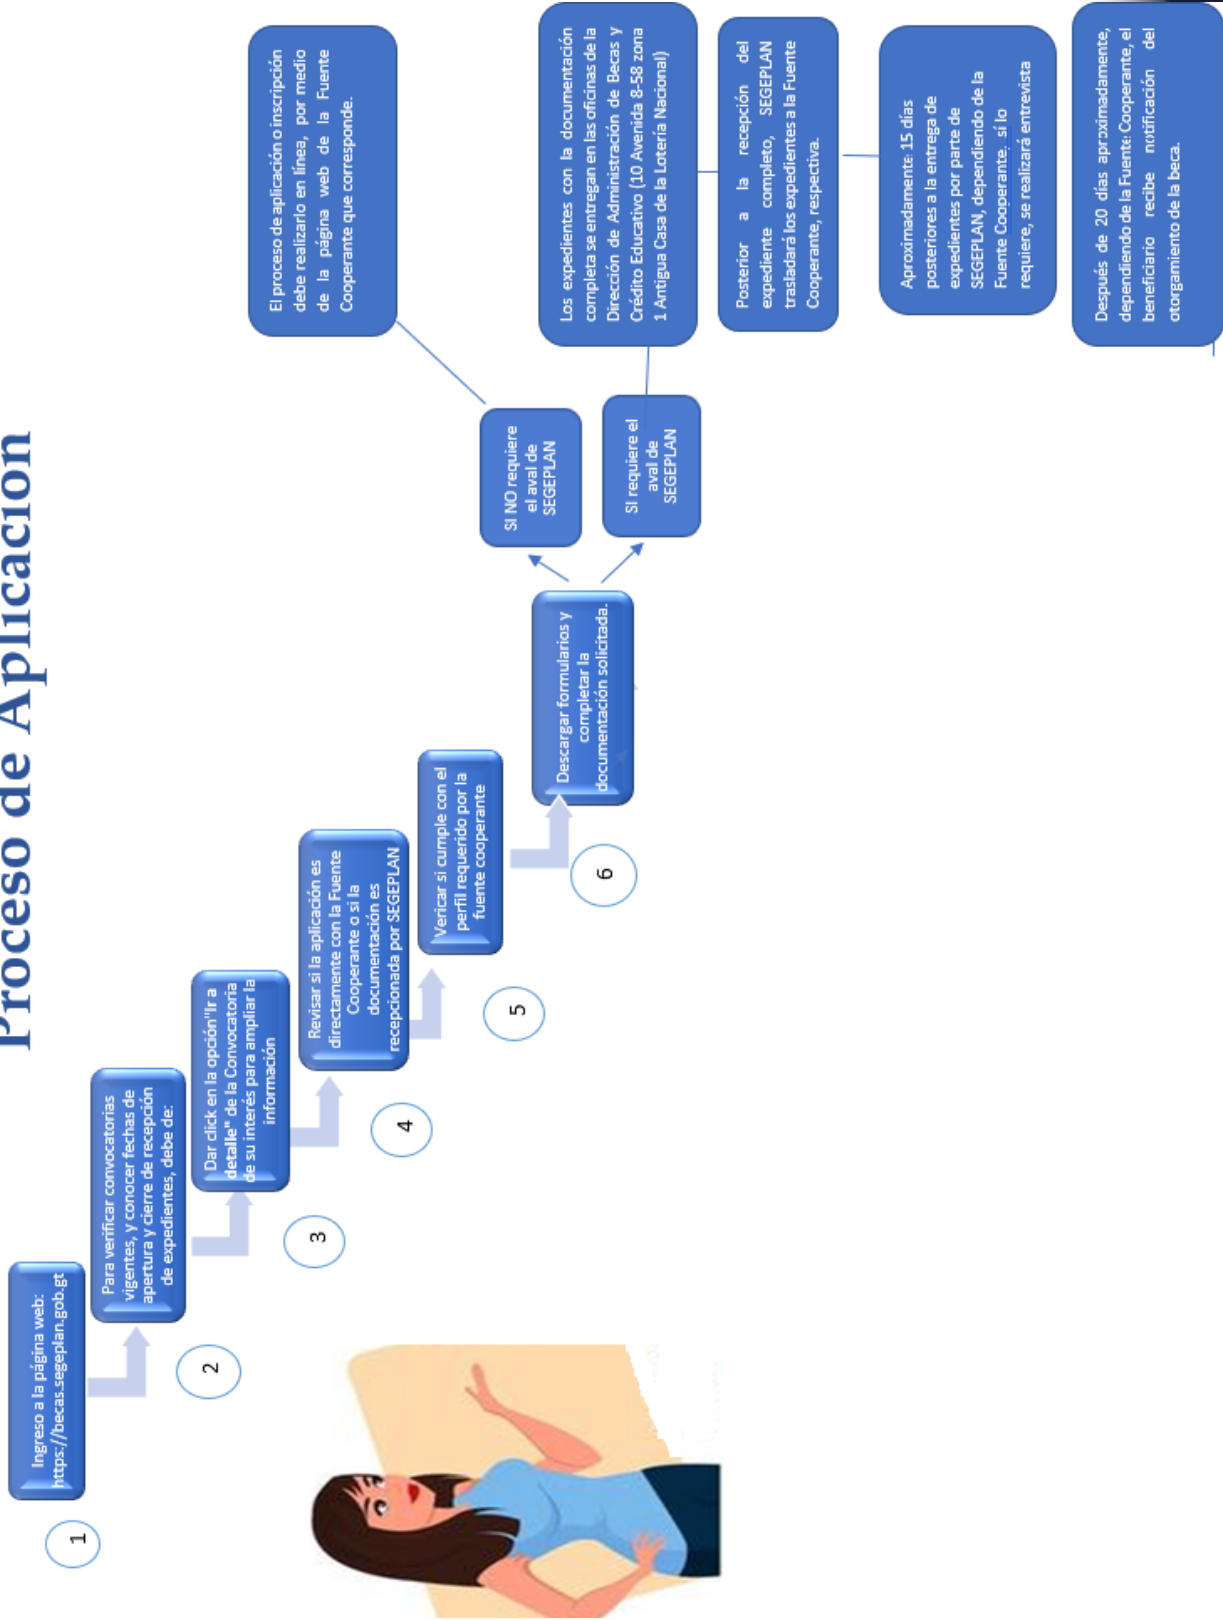 Proceso de Aplicación
1
Ingreso a la página web:
https://becas.segeplan.gob.gt
2
Para verificar convocatorias
vigentes, y conocer fechas de
apertura y cierre de recepción
de expedientes, debe de:
3
Dar click en la opción"Ir a
detalle" de la Convocatoria
de su interés para ampliar la
información
4
Revisar si la aplicación es
directamente con la Fuente
Cooperante o si la
documentación es
recepcionada por SEGEPLAN
5
Vericar si cumple con el
perfil requerido por la
fuente cooperante
6
Descargar formularios y
completar la
documentación solicitada.
SI NO requiere
el aval de
SEGEPLAN
El proceso de aplicación o inscripción
debe realizarlo en línea, por medio
de la página web de la Fuente
Cooperante que corresponde.
SI requiere el
aval de
SEGEPLAN
Los expedientes con la documentación
completa se entregan en las oficinas de la
Dirección de Administración de Becas y
Crédito Educativo (10 Avenida 8-58 zona
1 Antigua Casa de la Lotería Nacional)
Posterior a la recepción del
expediente completo, SEGEPLAN
trasladará los expedientes a la Fuente
Cooperante, respectiva.
Aproximadamente 15 días
posteriores a la entrega de
expedientes por parte de
SEGEPLAN, dependiendo de la
Fuente Cooperante, sí lo
requiere, se realizará entrevista
Después de 20 días aproximadamente,
dependiendo de la Fuente Cooperante, el
beneficiario recibe notificación del
otorgamiento de la beca.